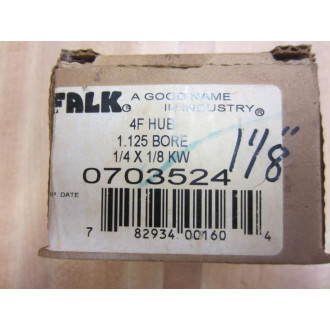 FALK® A GOOD NAME
IN INDUSTRY®
4F HUB
1.125 BORE
1/4 X 1/8 KW
0703524
1 1/8"
DATE
7 82934 00160 4